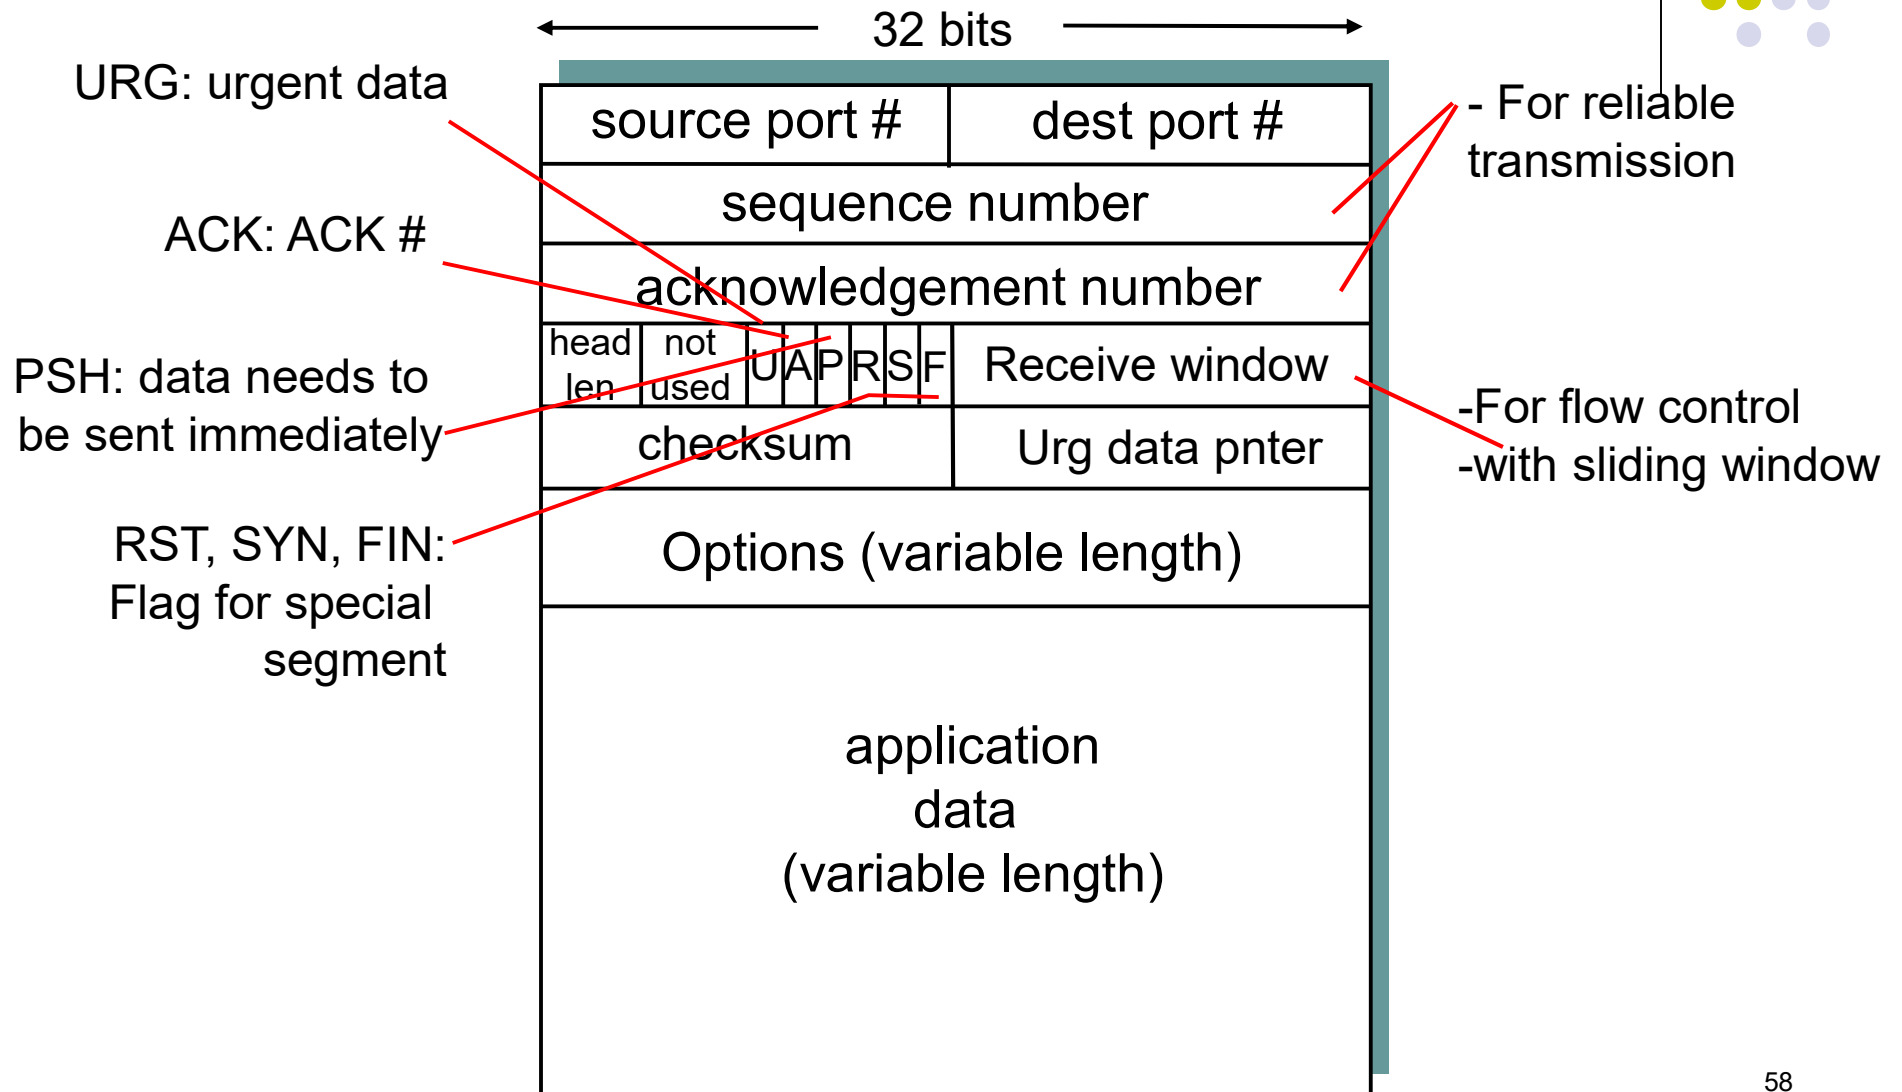 32 bits
URG: urgent data
source port #
dest port #
- For reliable
transmission
sequence number
ACK: ACK #
acknowledgement number
head
len
not
used
U
A
P
R
S
F
Receive window
PSH: data needs to
be sent immediately
-For flow control
-with sliding window
checksum
Urg data pnter
RST, SYN, FIN:
Flag for special
segment
Options (variable length)
application
data
(variable length)
58